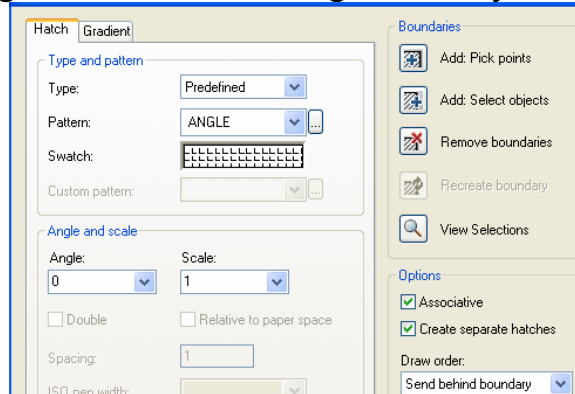 Hatch Gradient
Type and pattern
Type: Predefined
Pattern: ANGLE ...
Swatch:
Custom pattern: ...
Angle and scale
Angle: Scale:
0 1
Double Relative to paper space
Spacing: 1
ISO pen width:
Boundaries
Add: Pick points
Add: Select objects
Remove boundaries
Recreate boundary
View Selections
Options
Associative
Create separate hatches
Draw order:
Send behind boundary